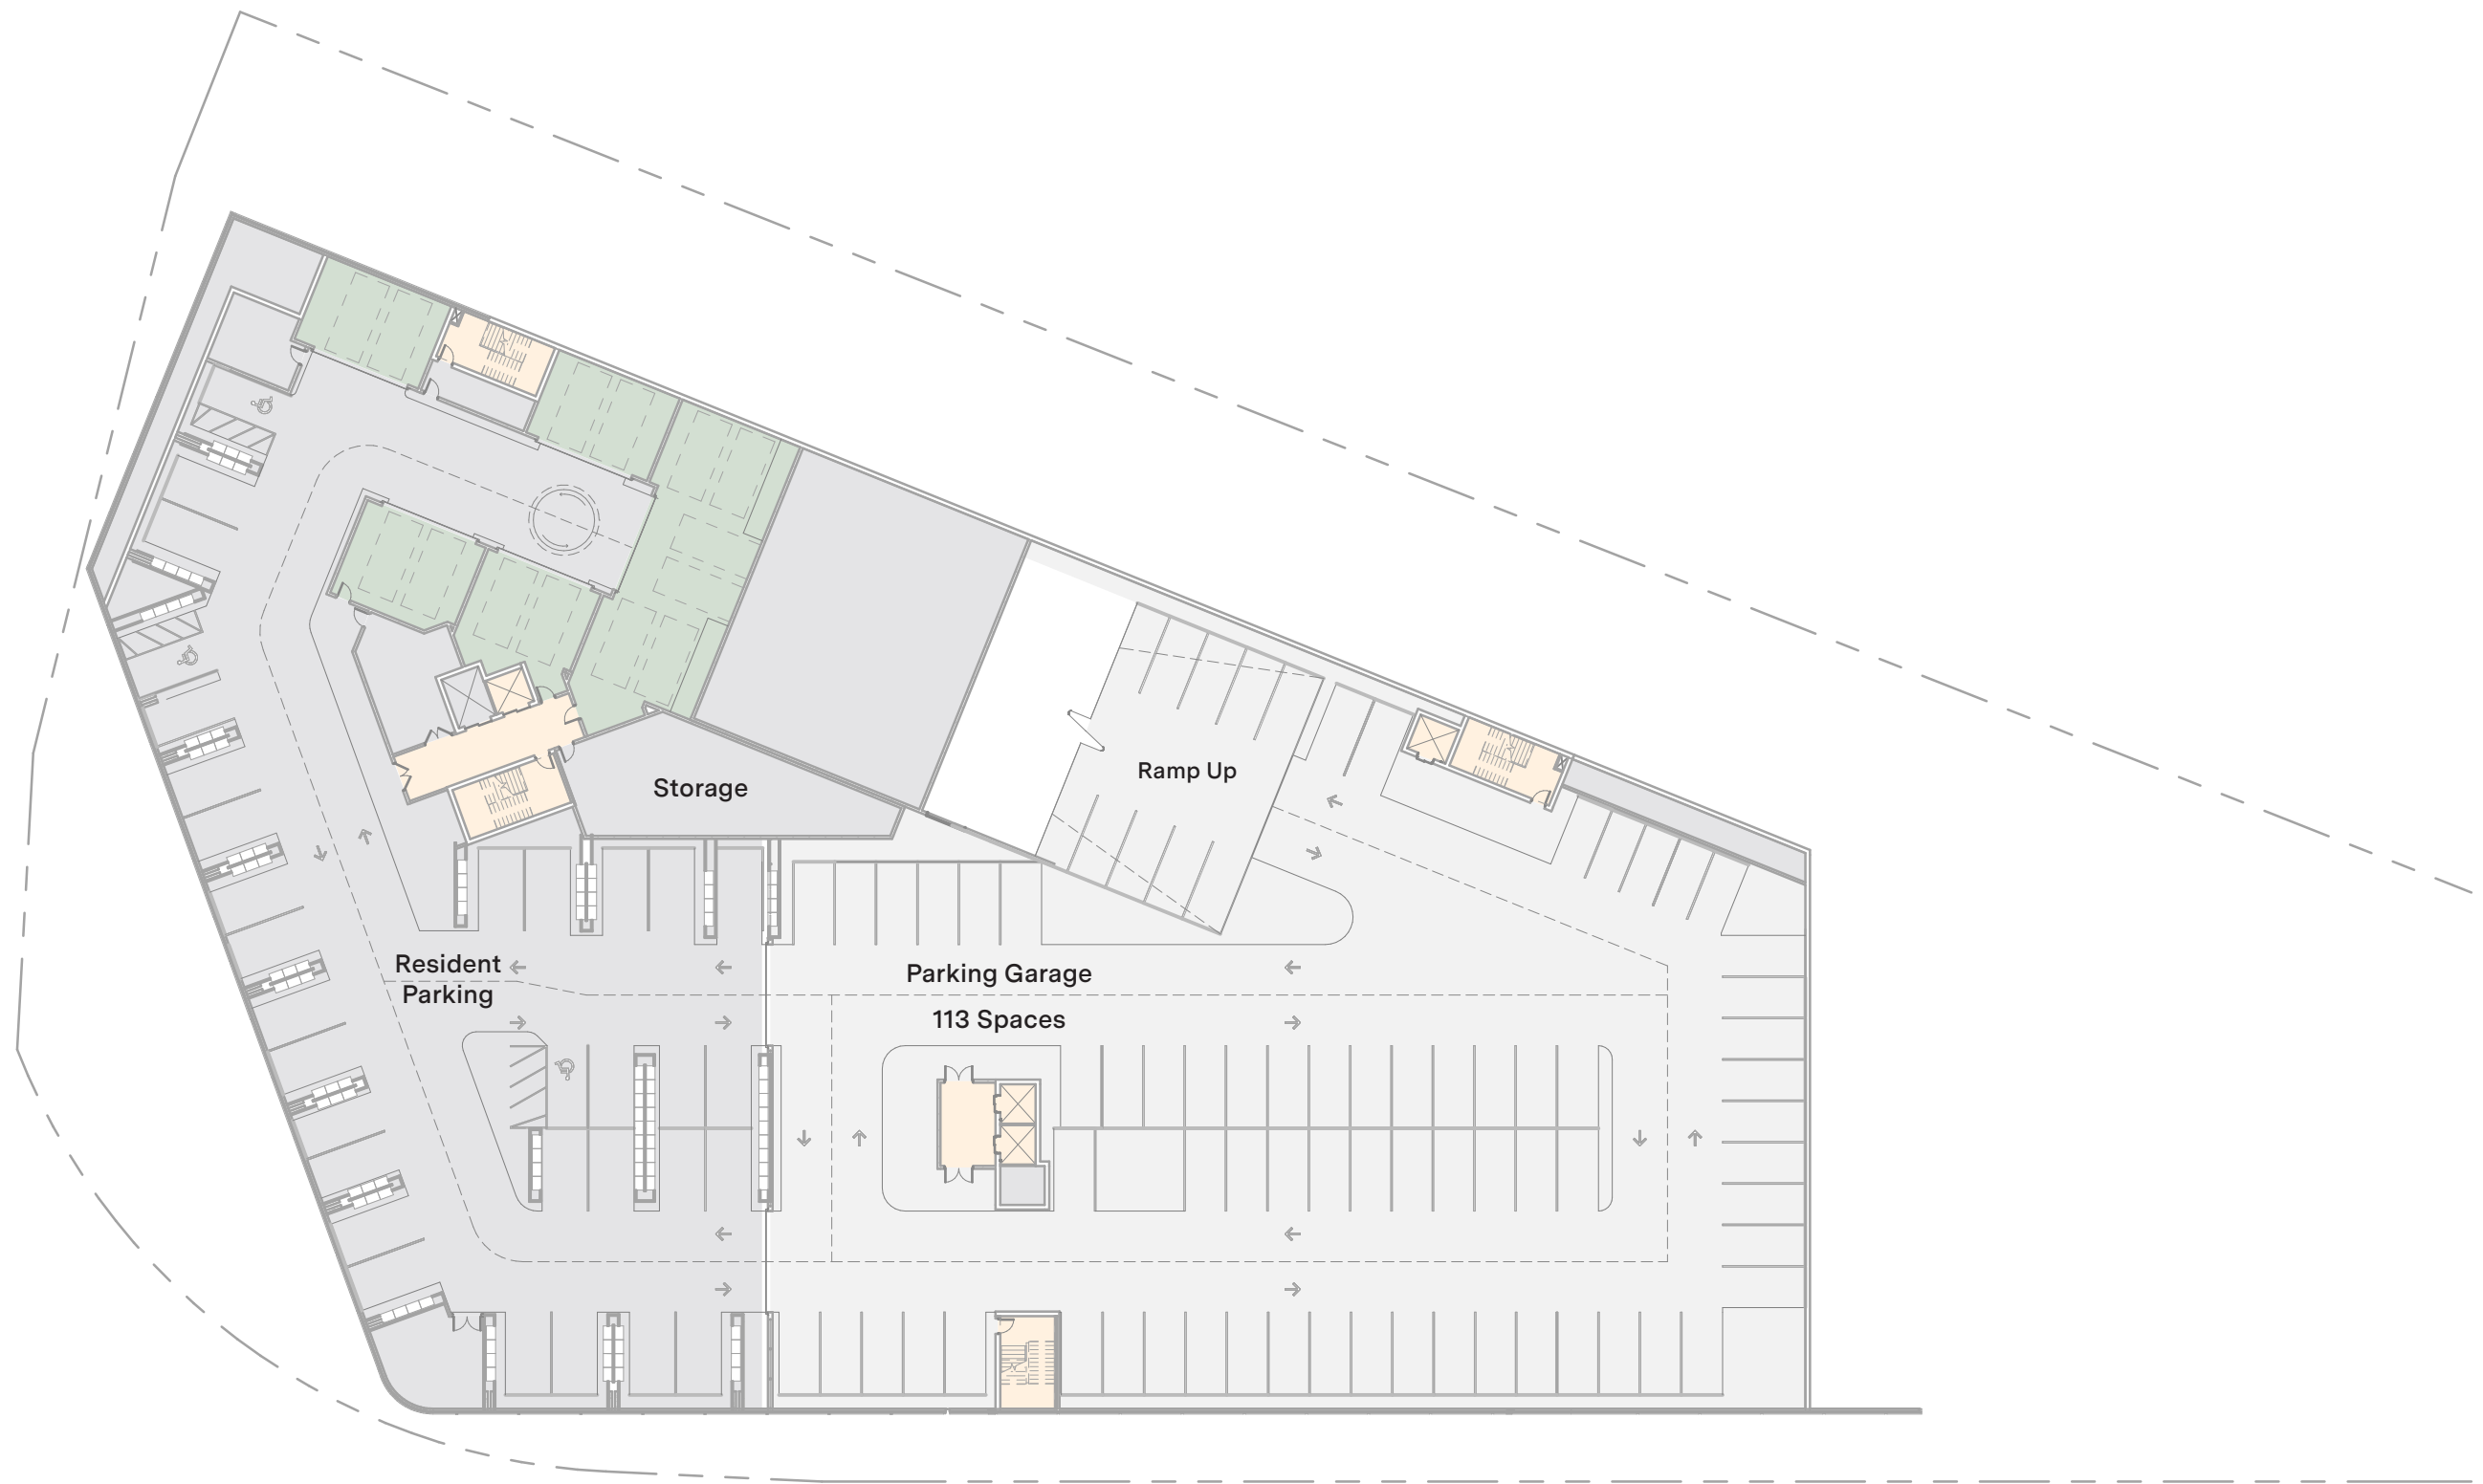 Ramp Up
Storage
Resident
Parking
Parking Garage
113 Spaces